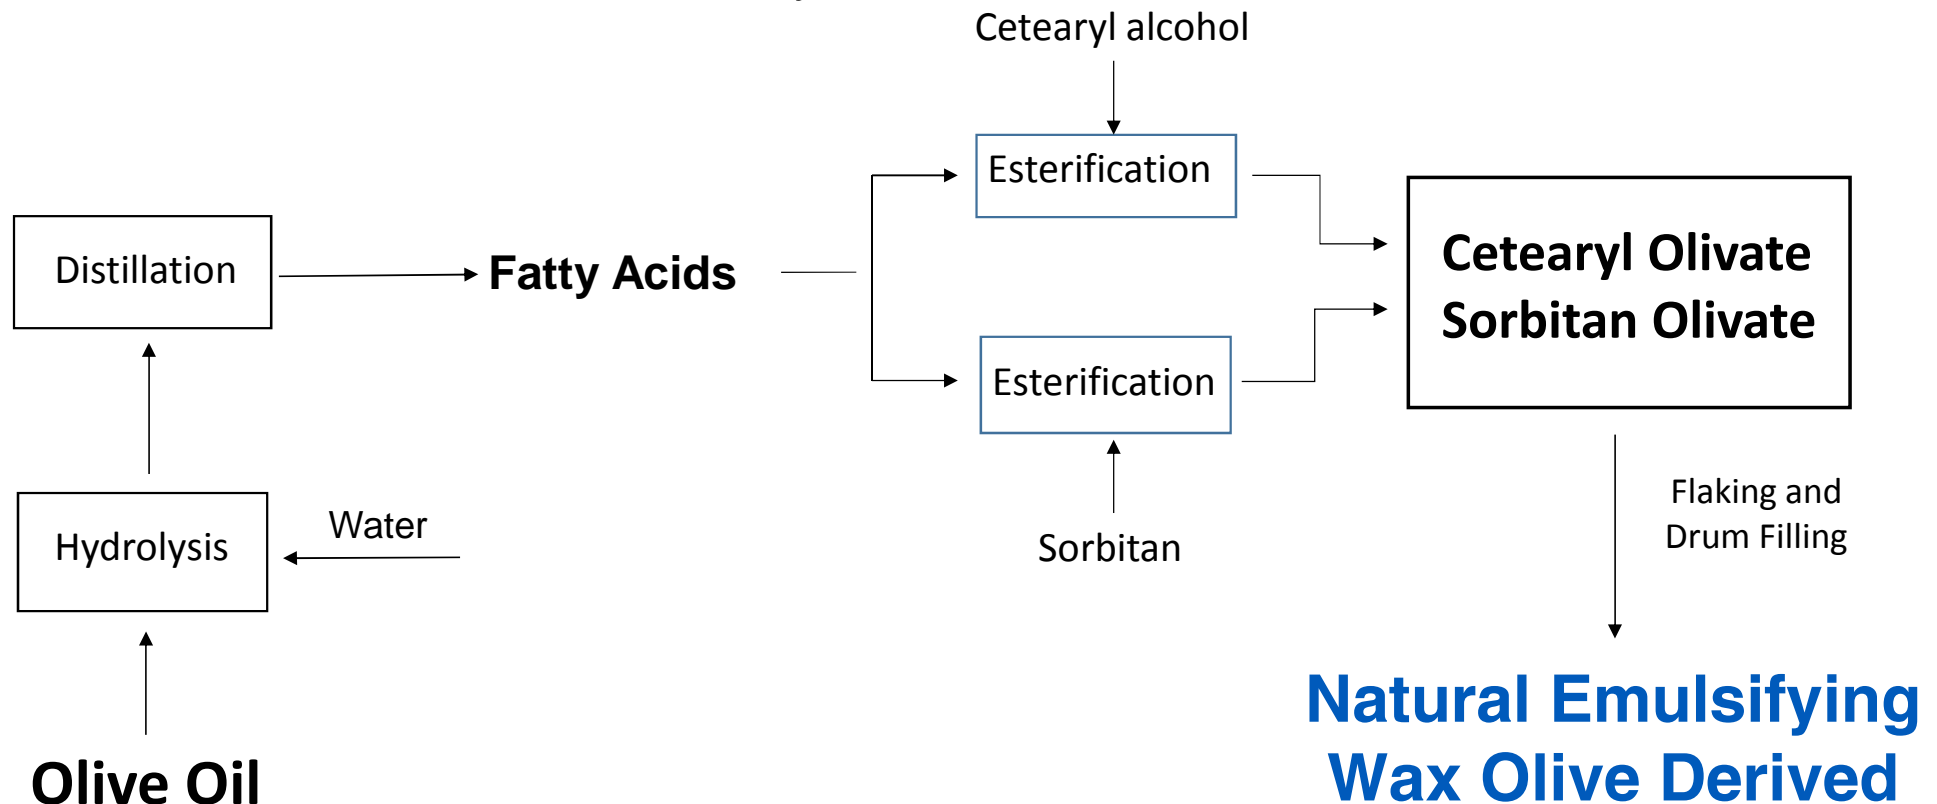 Cetearyl alcohol
Esterification
Distillation
Fatty Acids
Cetearyl Olivate
Sorbitan Olivate
Esterification
Hydrolysis
Water
Sorbitan
Flaking and
Drum Filling
Olive Oil
Natural Emulsifying
Wax Olive Derived